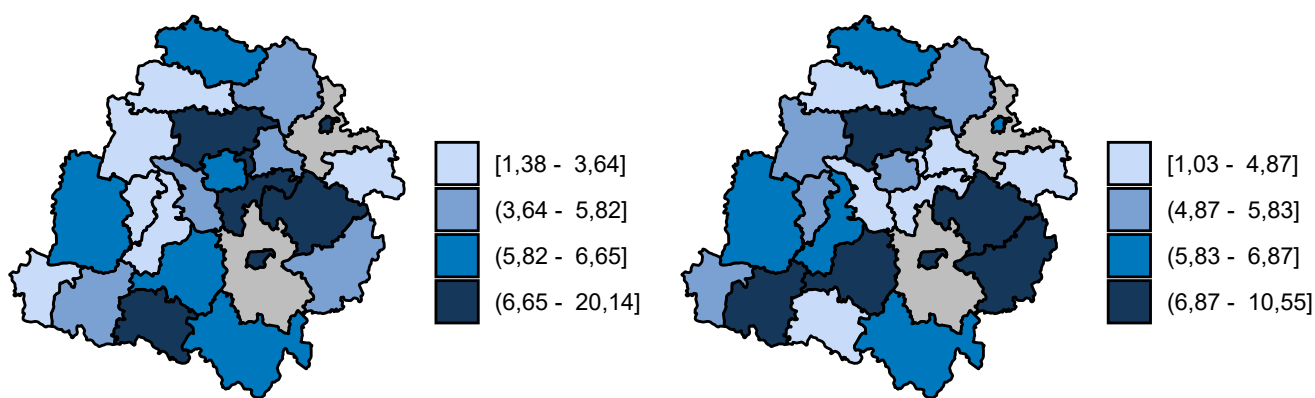 [1,38 - 3,64]
(3,64 - 5,82]
(5,82 - 6,65]
(6,65 - 20,14]
[1,03 - 4,87]
(4,87 - 5,83]
(5,83 - 6,87]
(6,87 - 10,55]